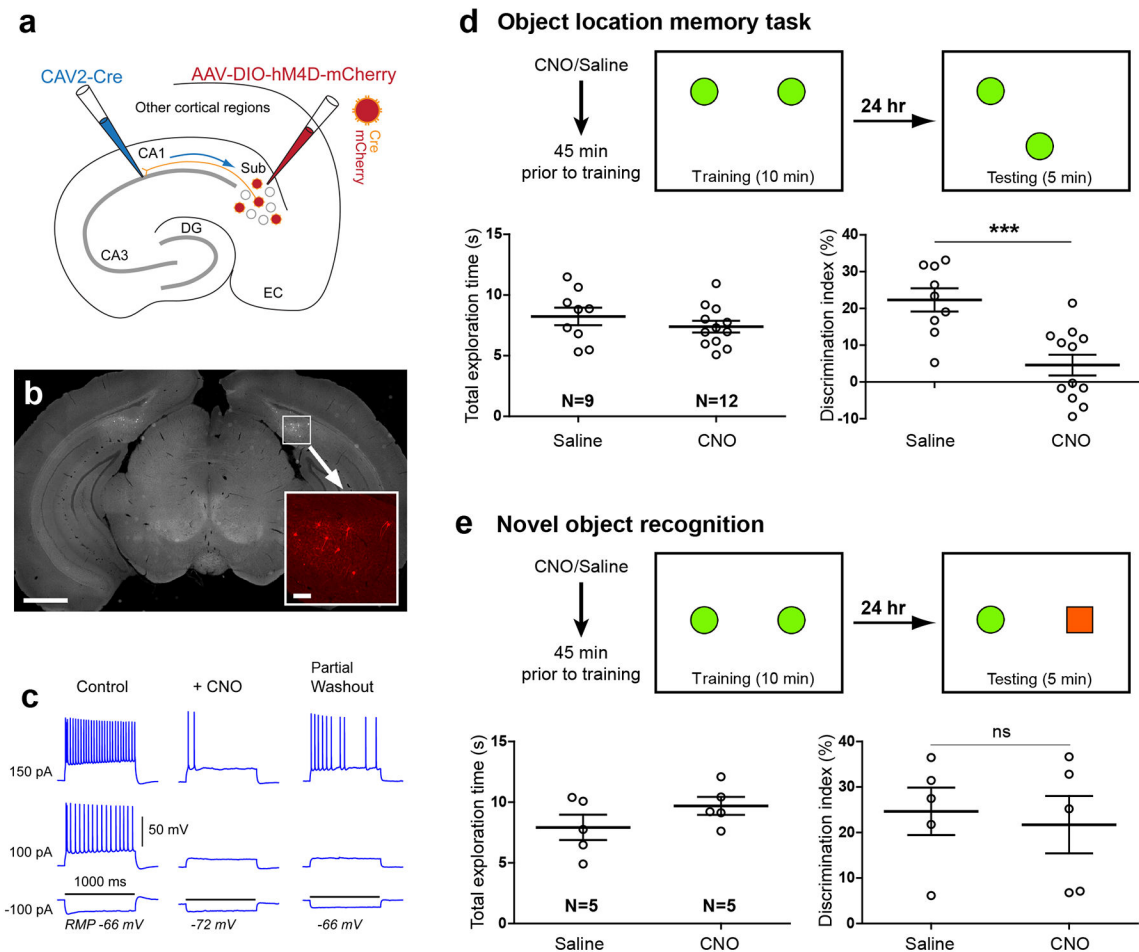 a
CAV2-Cre
AAV-DIO-hM4D-mCherry
Other cortical regions
Cre
mCherry
CA1
Sub
DG
CA3
EC
b
c
Control
+ CNO
Partial
Washout
150 pA
50 mV
100 pA
1000 ms
-100 pA
RMP -66 mV
-72 mV
-66 mV
d Object location memory task
CNO/Saline
45 min
prior to training
Training (10 min)
24 hr
Testing (5 min)
Total exploration time (s)
15
10
5
0
N=9
N=12
Saline
CNO
Discrimination index (%)
***
40
30
20
10
0
-10
Saline
CNO
e Novel object recognition
CNO/Saline
45 min
prior to training
Training (10 min)
24 hr
Testing (5 min)
Total exploration time (s)
15
10
5
0
N=5
N=5
Saline
CNO
Discrimination index (%)
ns
40
30
20
10
0
Saline
CNO